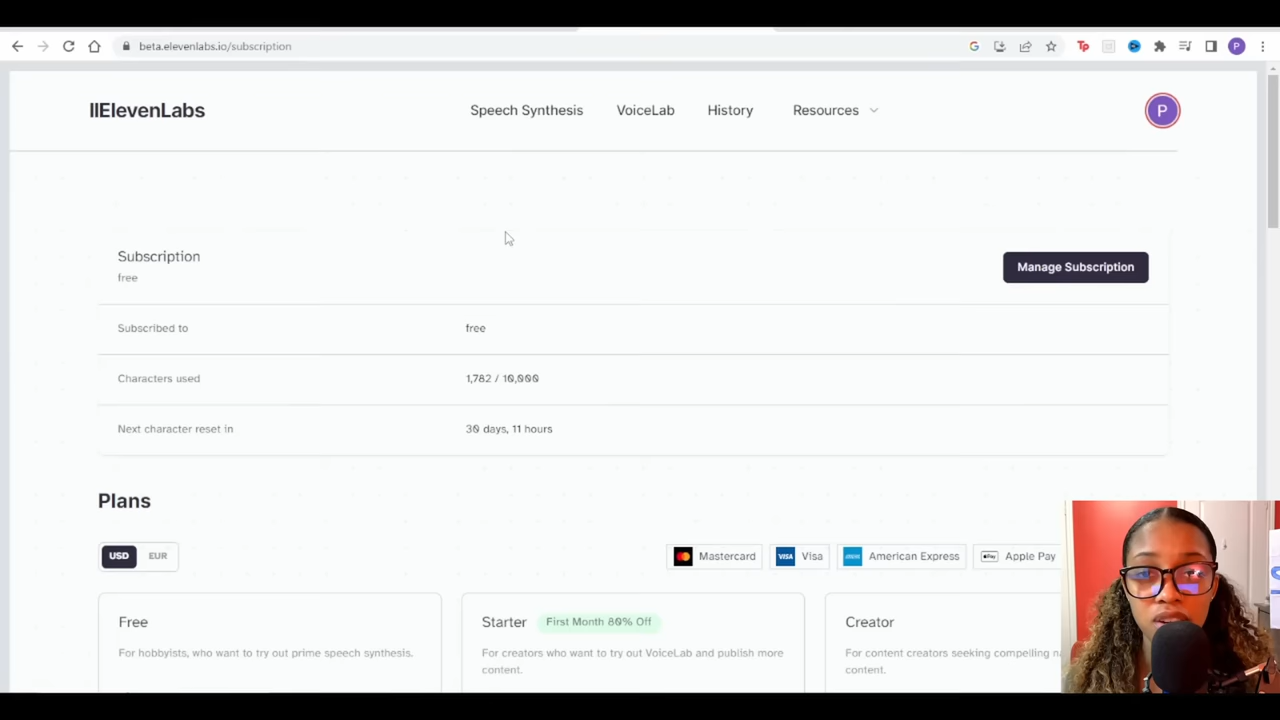 beta.elevenlabs.io/subscription
P
IIElevenLabs
Speech Synthesis
VoiceLab
History
Resources
P
Subscription
free
Manage Subscription
Subscribed to
free
Characters used
1,782 / 10,000
Next character reset in
30 days, 11 hours
Plans
USD
EUR
Mastercard
VISA Visa
American Express
Apple Pay
Free
Starter
First Month 80% Off
Creator
For hobbyists, who want to try out prime speech synthesis.
For creators who want to try out VoiceLab and publish more
content.
For content creators seeking compelling
content.